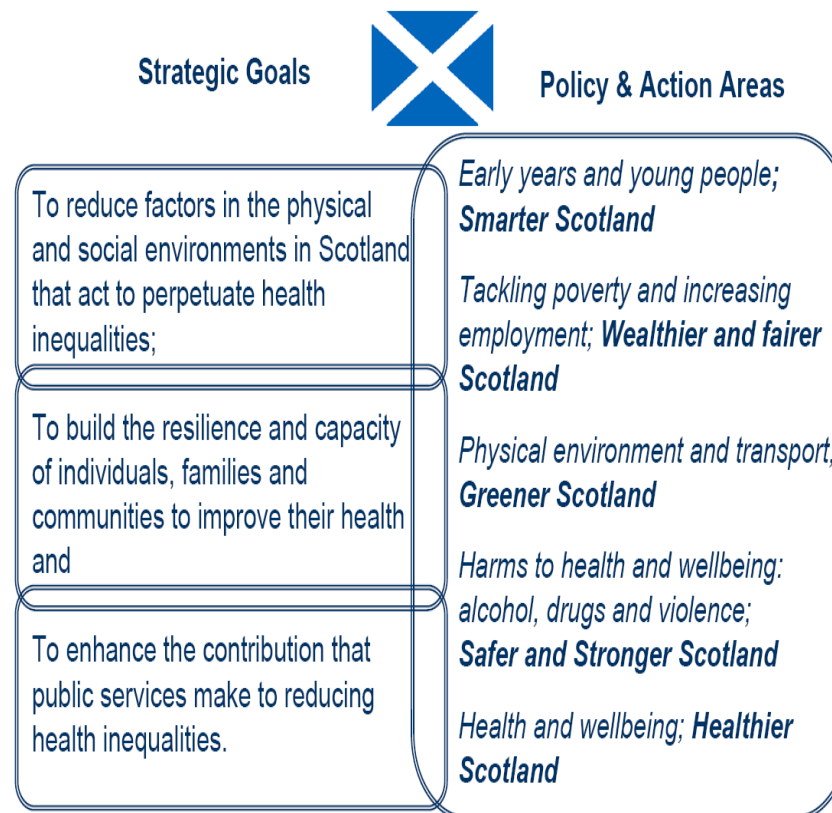 Strategic Goals
Policy & Action Areas
To reduce factors in the physical
and social environments in Scotland
that act to perpetuate health
inequalities;
To build the resilience and capacity
of individuals, families and
communities to improve their health
and
To enhance the contribution that
public services make to reducing
health inequalities.
Early years and young people;
Smarter Scotland
Tackling poverty and increasing
employment; Wealthier and fairer
Scotland
Physical environment and transport;
Greener Scotland
Harms to health and wellbeing:
alcohol, drugs and violence;
Safer and Stronger Scotland
Health and wellbeing; Healthier
Scotland